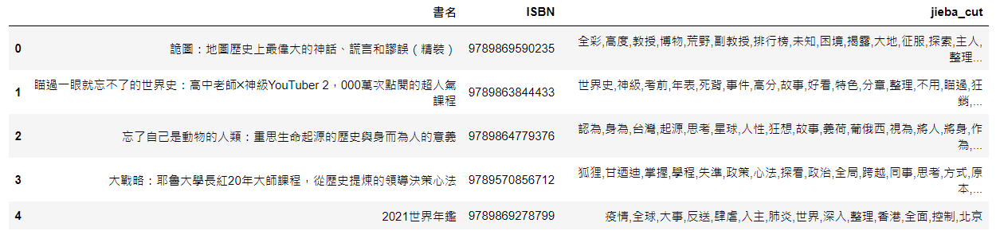 書名 ISBN jieba_cut
0 詭圖：地圖歷史上最偉大的神話、謊言和謬誤（精裝） 9789869590235 全彩,高度,教授,博物,荒野,副教授,排行榜,未知,困境,揭露,大地,征服,探索,主人,
整理...
1 瞄過一眼就忘不了的世界史：高中老師✕神級YouTuber 2，000萬次點閱的超人氣
課程 9789863844433 世界史,神級,考前,年表,死背,事件,高分,故事,好看,特色,分章,整理,不用,瞄過,狂
銷,...
2 忘了自己是動物的人類：重思生命起源的歷史與身而為人的意義 9789864779376 認為,身為,台灣,起源,思考,星球,人性,狂想,故事,義荷,葡俄西,視為,將人,將身,作
為,...
3 大戰略：耶魯大學長紅20年大師課程，從歷史提煉的領導決策心法 9789570856712 狐狸,甘迺迪,掌握,學程,失準,政策,心法,探看,政治,全局,跨越,同事,思考,方式,原
本,...
4 2021世界年鑑 9789869278799 疫情,全球,大事,反送,肆虐,入主,肺炎,世界,深入,整理,香港,全面,控制,北京